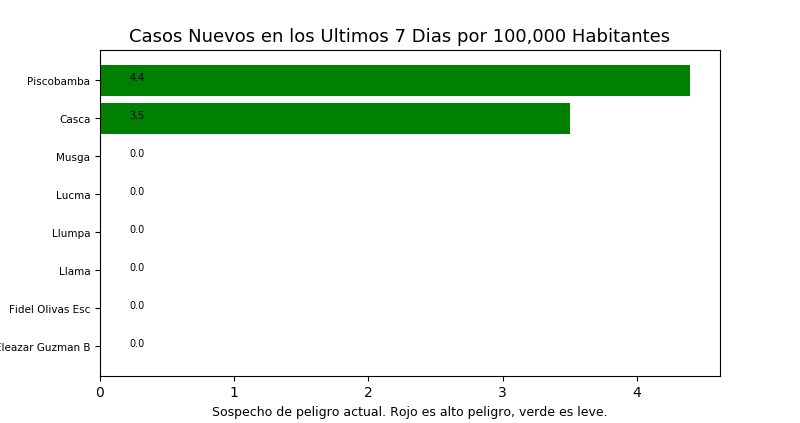 Casos Nuevos en los Ultimos 7 Dias por 100,000 Habitantes
Piscobamba 4.4
Casca 3.5
Musga 0.0
Lucma 0.0
Llumpa 0.0
Llama 0.0
Fidel Olivas Esc 0.0
Eleazar Guzman B 0.0
0 1 2 3 4
Sospecho de peligro actual. Rojo es alto peligro, verde es leve.